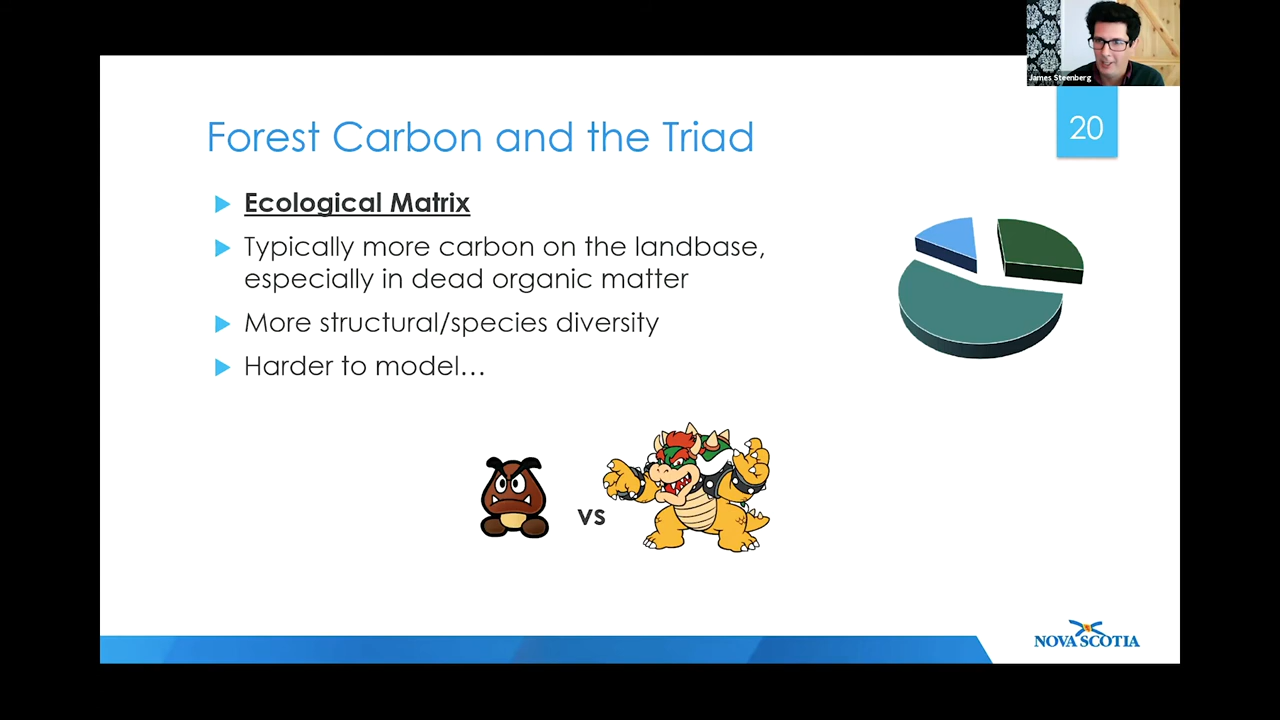 James Steenberg
20
Forest Carbon and the Triad
Ecological Matrix
Typically more carbon on the landbase,
especially in dead organic matter
More structural/species diversity
Harder to model…
vs
NOVA SCOTIA